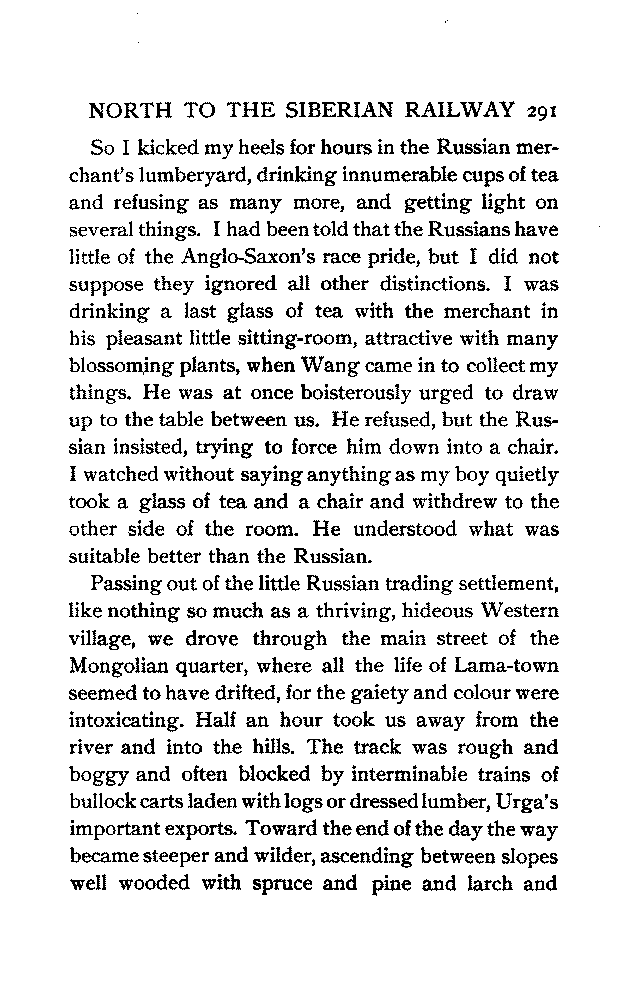 NORTH TO THE SIBERIAN RAILWAY 291
So I kicked my heels for hours in the Russian mer-
chant's lumberyard, drinking innumerable cups of tea
and refusing as many more, and getting light on
several things. I had been told that the Russians have
little of the Anglo-Saxon's race pride, but I did not
suppose they ignored all other distinctions. I was
drinking a last glass of tea with the merchant in
his pleasant little sitting-room, attractive with many
blossoming plants, when Wang came in to collect my
things. He was at once boisterously urged to draw
up to the table between us. He refused, but the Rus-
sian insisted, trying to force him down into a chair.
I watched without saying anything as my boy quietly
took a glass of tea and a chair and withdrew to the
other side of the room. He understood what was
suitable better than the Russian.
Passing out of the little Russian trading settlement,
like nothing so much as a thriving, hideous Western
village, we drove through the main street of the
Mongolian quarter, where all the life of Lama-town
seemed to have drifted, for the gaiety and colour were
intoxicating. Half an hour took us away from the
river and into the hills. The track was rough and
boggy and often blocked by interminable trains of
bullock carts laden with logs or dressed lumber, Urga's
important exports. Toward the end of the day the way
became steeper and wilder, ascending between slopes
well wooded with spruce and pine and larch and